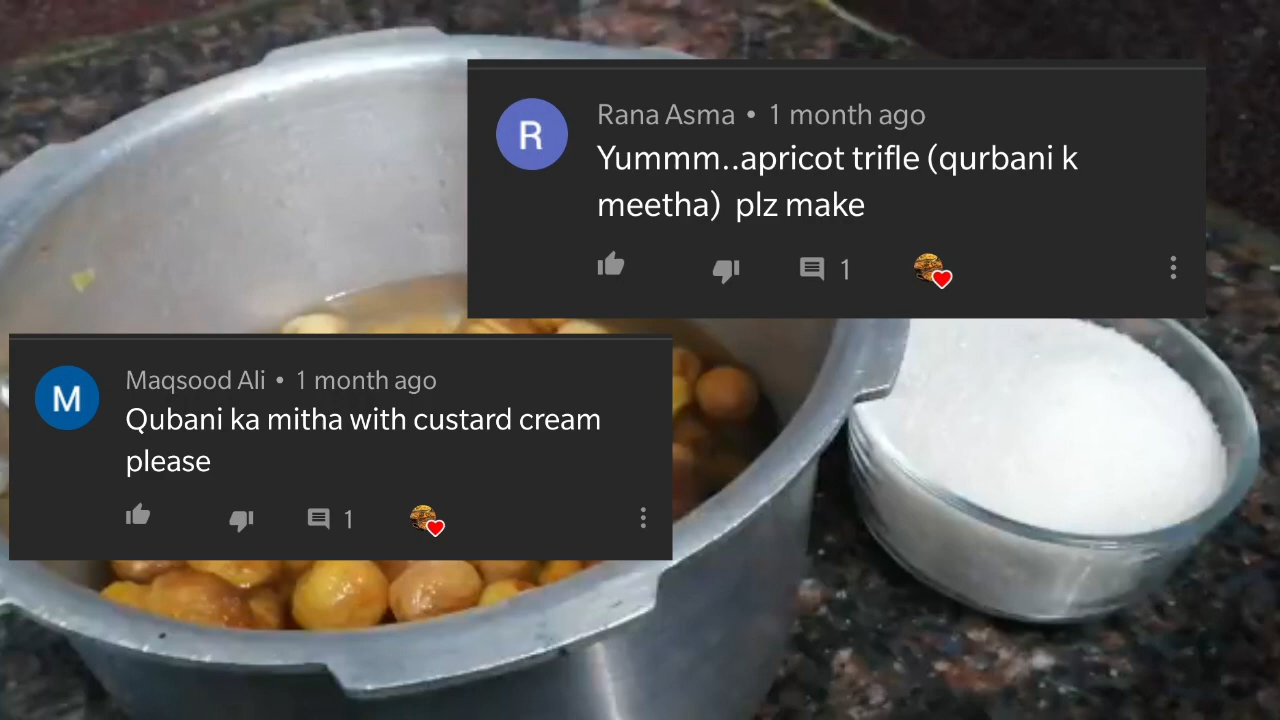 R
Rana Asma • 1 month ago
Yummm..apricot trifle (qurbani k
meetha) plz make
1
M
Maqsood Ali • 1 month ago
Qubani ka mitha with custard cream
please
1